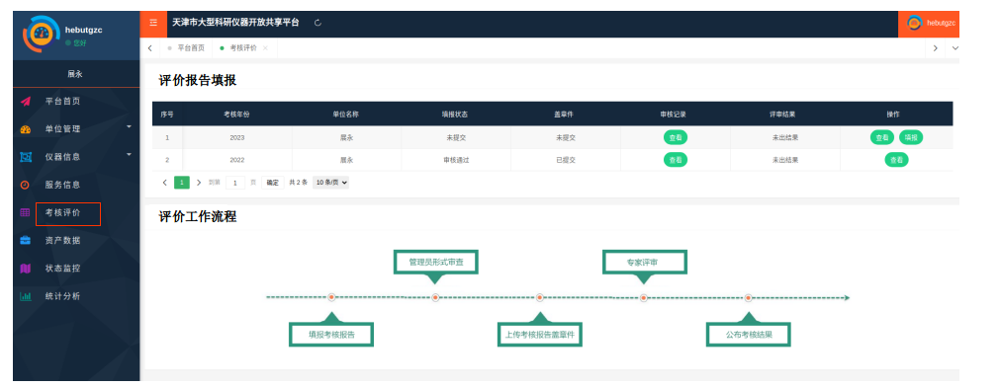 hebutgzc
您好
展永
平台首页
单位管理
仪器信息
服务信息
考核评价
资产数据
状态监控
统计分析
天津市大型科研仪器开放共享平台
hebutgzc
平台首页 考核评价 ×
评价报告填报
序号 考核年份 单位名称 填报状态 盖章件 审核记录 评审结果 操作
1 2023 展永 未提交 未提交 查看 未出结果 查看 填报
2 2022 展永 审核通过 已提交 查看 未出结果 查看
1 到第 1 页 确定 共 2 条 10 条/页
评价工作流程
管理员形式审查 专家评审
填报考核报告 上传考核报告盖章件 公布考核结果